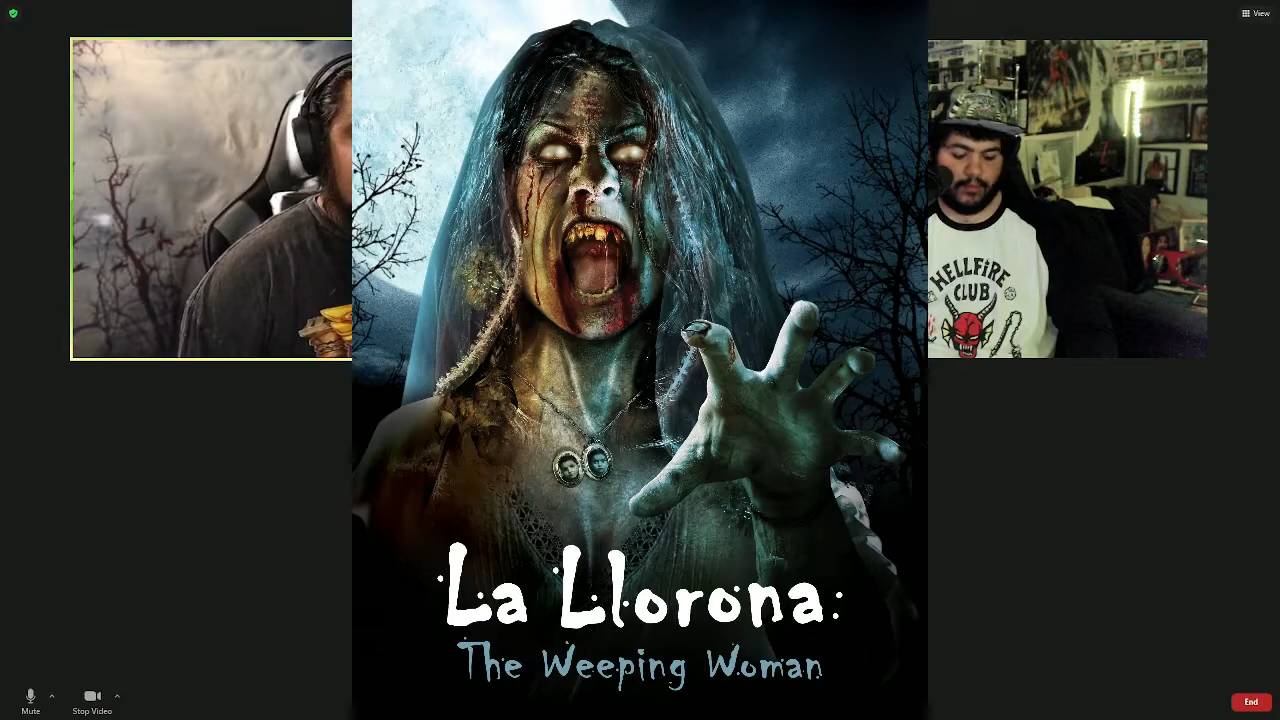 View
HELLFIRE
CLUB
La Llorona:
The Weeping Woman
Mute
Stop Video
End